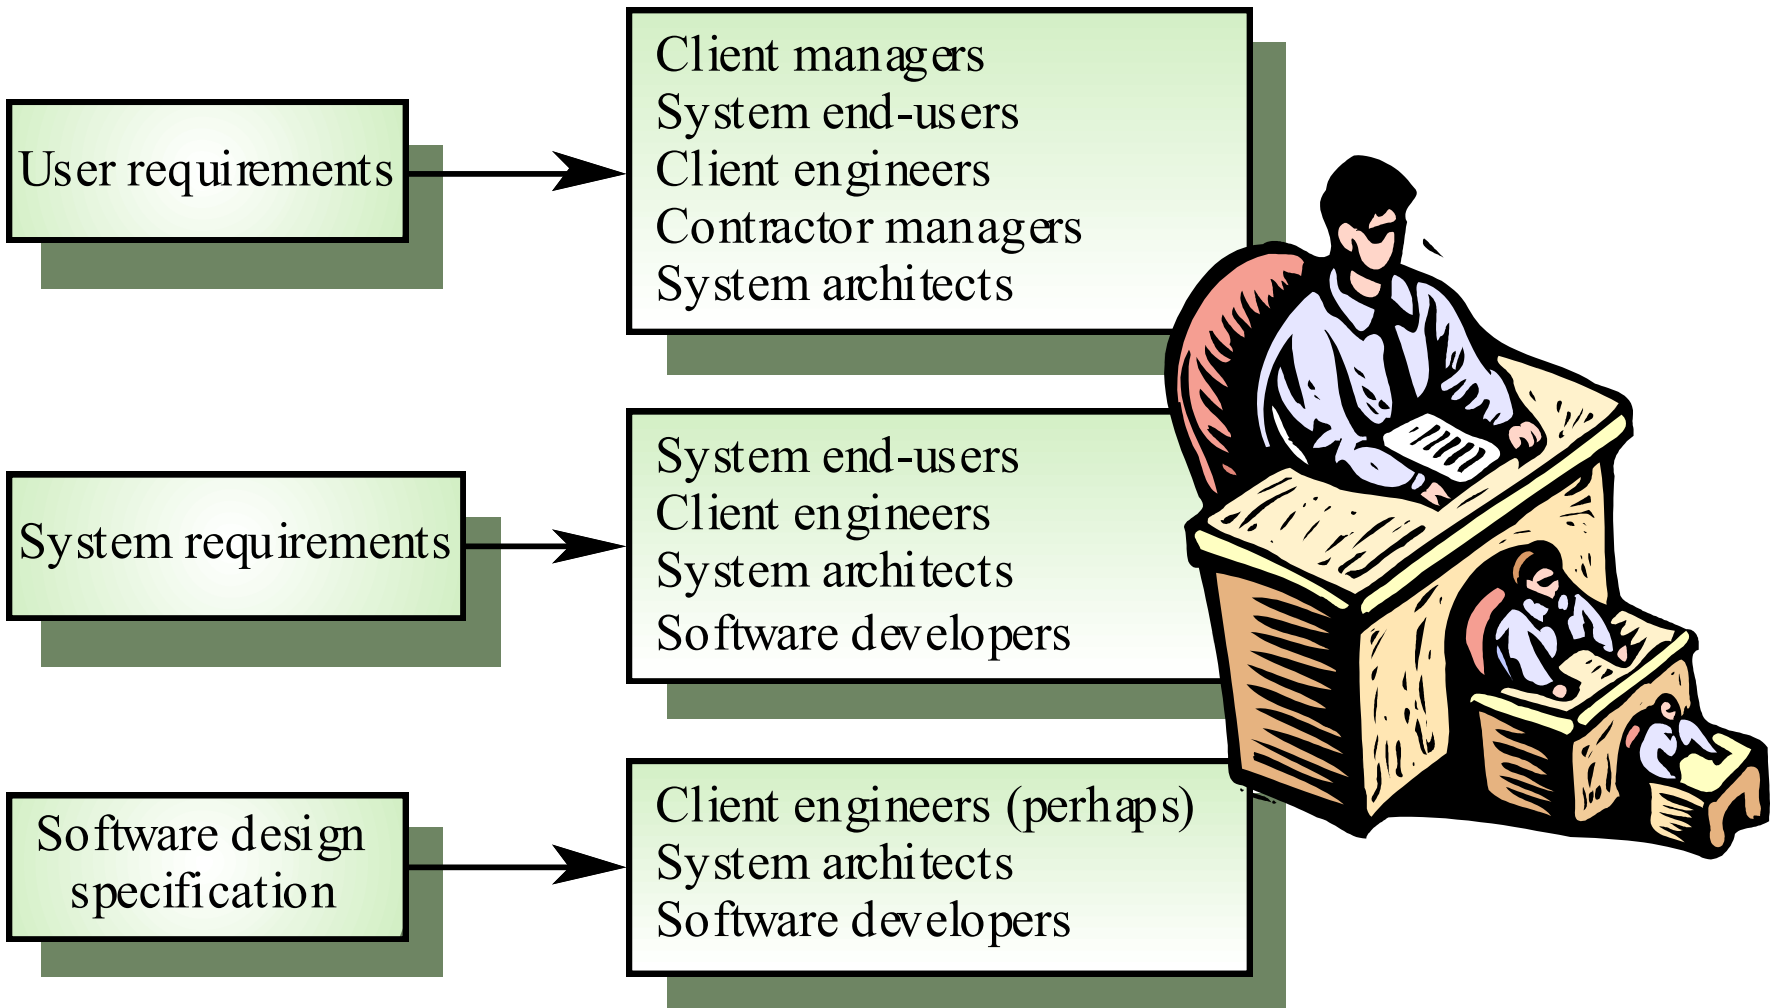 User requirements
Client managers
System end-users
Client engineers
Contractor managers
System architects
System requirements
System end-users
Client engineers
System architects
Software developers
Software design
specification
Client engineers (perhaps)
System architects
Software developers